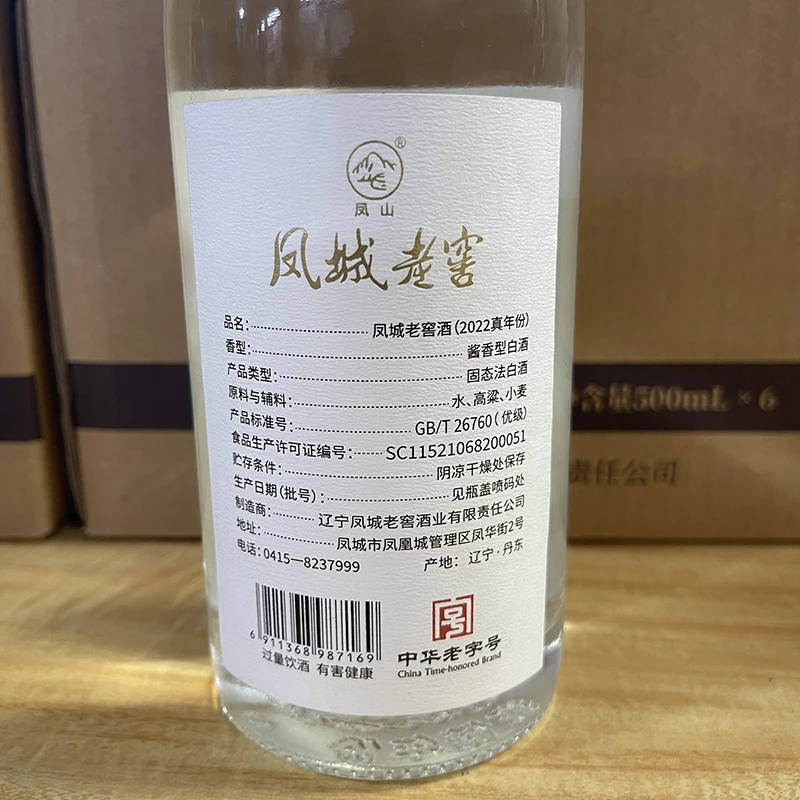 ®
凤山
凤城老窖
品名：凤城老窖酒（2022真年份）
香型：酱香型白酒
产品类型：固态法白酒
原料与辅料：水、高粱、小麦
产品标准号：GB/T 26760（优级）
食品生产许可证编号：SC11521068200051
贮存条件：阴凉干燥处保存
生产日期（批号）：见瓶盖喷码处
制造商：辽宁凤城老窖酒业有限责任公司
地址：凤城市凤凰城管理区凤华街2号
电话：0415—8237999 产地：辽宁·丹东
6 911368 987169
过量饮酒 有害健康
中华老字号
China Time-honored Brand
含量500mL × 6
责任公司